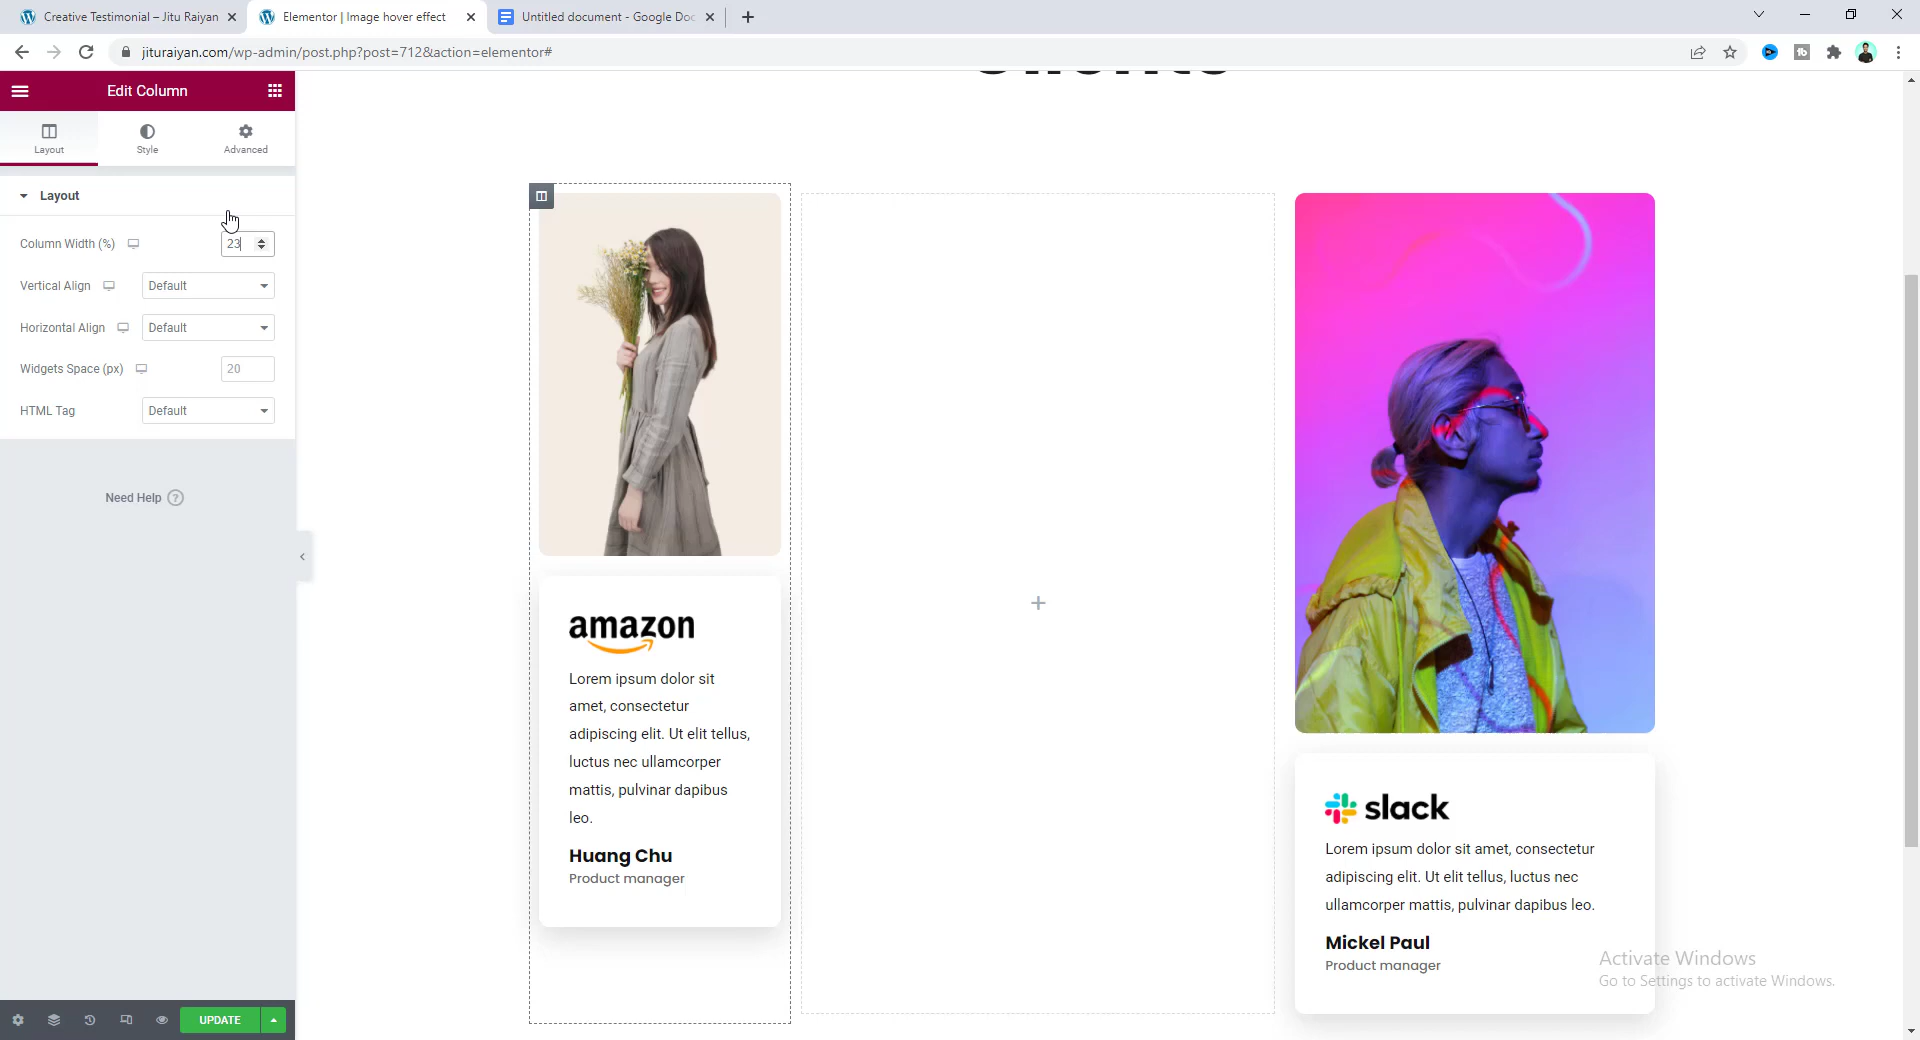 Creative Testimonial – Jitu Raiyan
Elementor | Image hover effect
Untitled document - Google Doc
jituraiyan.com/wp-admin/post.php?post=712&action=elementor#
Edit Column
Layout
Style
Advanced
Layout
Column Width (%)
23
Vertical Align
Default
Horizontal Align
Default
Widgets Space (px)
20
HTML Tag
Default
Need Help ?
UPDATE
amazon
Lorem ipsum dolor sit
amet, consectetur
adipiscing elit. Ut elit tellus,
luctus nec ullamcorper
mattis, pulvinar dapibus
leo.
Huang Chu
Product manager
slack
Lorem ipsum dolor sit amet, consectetur
adipiscing elit. Ut elit tellus, luctus nec
ullamcorper mattis, pulvinar dapibus leo.
Mickel Paul
Product manager
Activate Windows
Go to Settings to activate Windows.